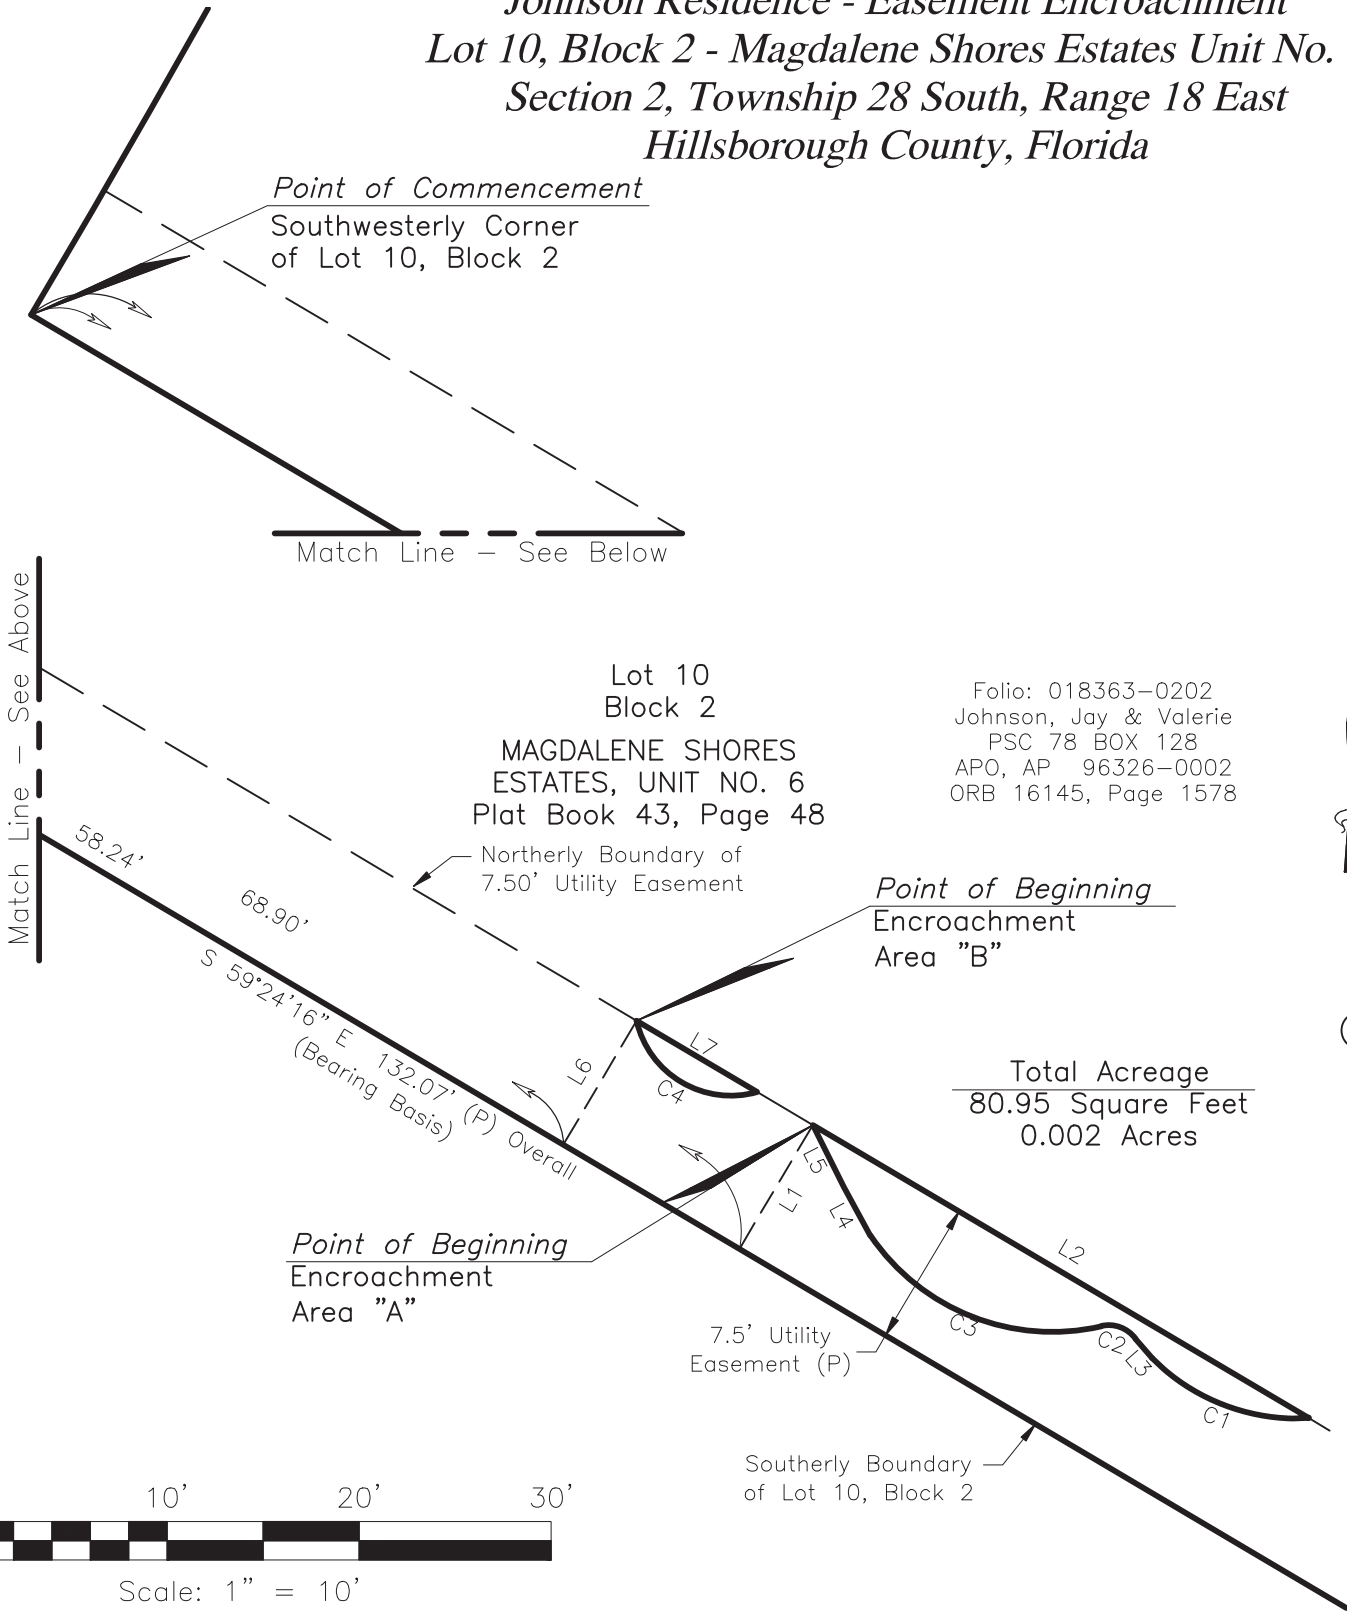 Johnson Residence - Easement Encroachment
Lot 10, Block 2 - Magdalene Shores Estates Unit No.
Section 2, Township 28 South, Range 18 East
Hillsborough County, Florida
Point of Commencement
Southwesterly Corner
of Lot 10, Block 2
Match Line – See Below
Match Line – See Above
Lot 10
Block 2
MAGDALENE SHORES
ESTATES, UNIT NO. 6
Plat Book 43, Page 48
Folio: 018363–0202
Johnson, Jay & Valerie
PSC 78 BOX 128
APO, AP 96326–0002
ORB 16145, Page 1578
58.24'
68.90'
S 59°24'16" E 132.07' (P) Overall
(Bearing Basis)
Northerly Boundary of
7.50' Utility Easement
Point of Beginning
Encroachment
Area "B"
L7
L6
C4
Total Acreage
80.95 Square Feet
0.002 Acres
L5
L1
L4
L2
Point of Beginning
Encroachment
Area "A"
C3
C2
L3
C1
7.5' Utility
Easement (P)
Southerly Boundary
of Lot 10, Block 2
10' 20' 30'
Scale: 1" = 10'